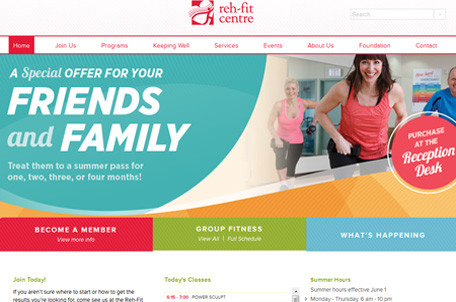 reh-fit
centre
Search...
Home Join Us Programs Keeping Well Services Events About Us Foundation Contact
A Special OFFER FOR YOUR
FRIENDS
and FAMILY
Treat them to a summer pass for
one, two, three, or four months!
PURCHASE
AT THE
Reception
Desk
BECOME A MEMBER
View more info
GROUP FITNESS
View All | Full Schedule
WHAT'S HAPPENING
Join Today!
If you aren't sure where to start or how to get the
results you're looking for, come see us at the Reh-Fit
Today's Classes
6:15 - 7:00 POWER SCULPT
Summer Hours
Summer hours effective June 1
Monday - Thursday: 6 am - 10 pm